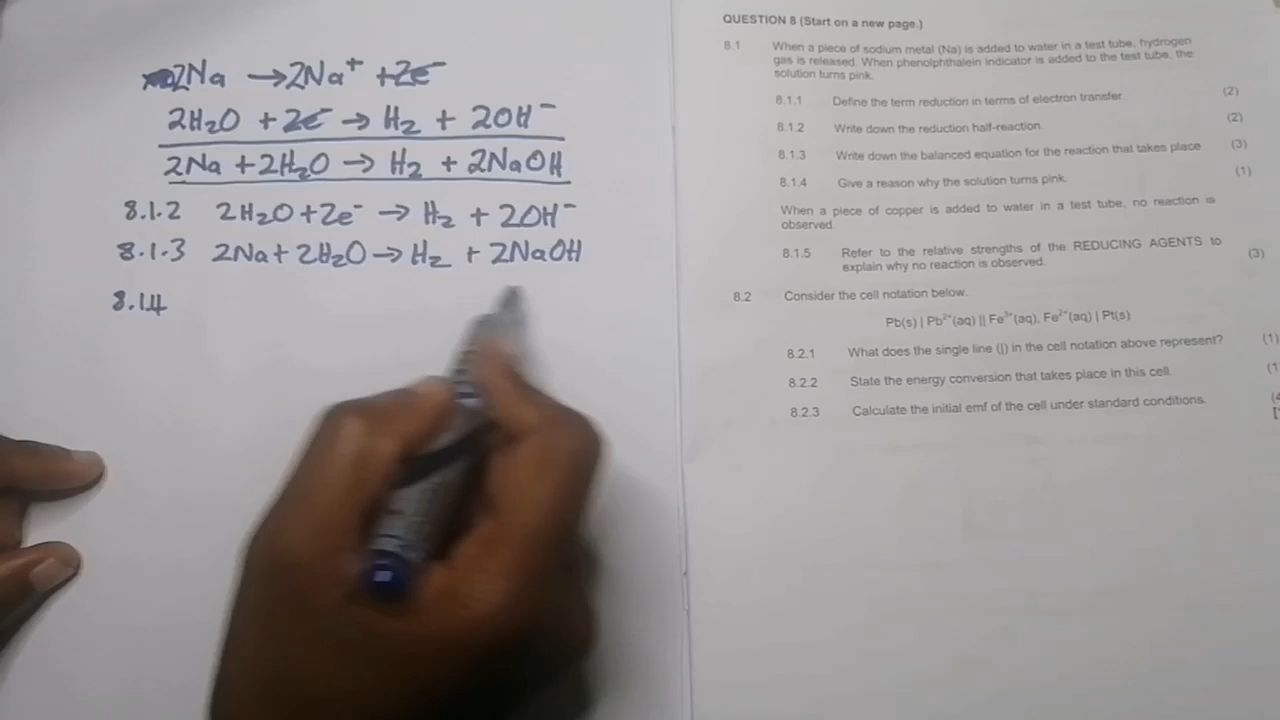 2Na → 2Na⁺ + 2e⁻
2H₂O + 2e⁻ → H₂ + 2OH⁻
2Na + 2H₂O → H₂ + 2NaOH
8.1.2 2H₂O + 2e⁻ → H₂ + 2OH⁻
8.1.3 2Na + 2H₂O → H₂ + 2NaOH
8.1.4
QUESTION 8 (Start on a new page.)
8.1 When a piece of sodium metal (Na) is added to water in a test tube, hydrogen
gas is released. When phenolphthalein indicator is added to the test tube, the
solution turns pink.
8.1.1 Define the term reduction in terms of electron transfer. (2)
8.1.2 Write down the reduction half-reaction. (2)
8.1.3 Write down the balanced equation for the reaction that takes place (3)
8.1.4 Give a reason why the solution turns pink. (1)
When a piece of copper is added to water in a test tube, no reaction is
observed.
8.1.5 Refer to the relative strengths of the REDUCING AGENTS to
explain why no reaction is observed. (3)
8.2 Consider the cell notation below.
Pb(s) | Pb²⁺(aq) || Fe³⁺(aq), Fe²⁺(aq) | Pt(s)
8.2.1 What does the single line (|) in the cell notation above represent? (1)
8.2.2 State the energy conversion that takes place in this cell. (1
8.2.3 Calculate the initial emf of the cell under standard conditions. (4
[